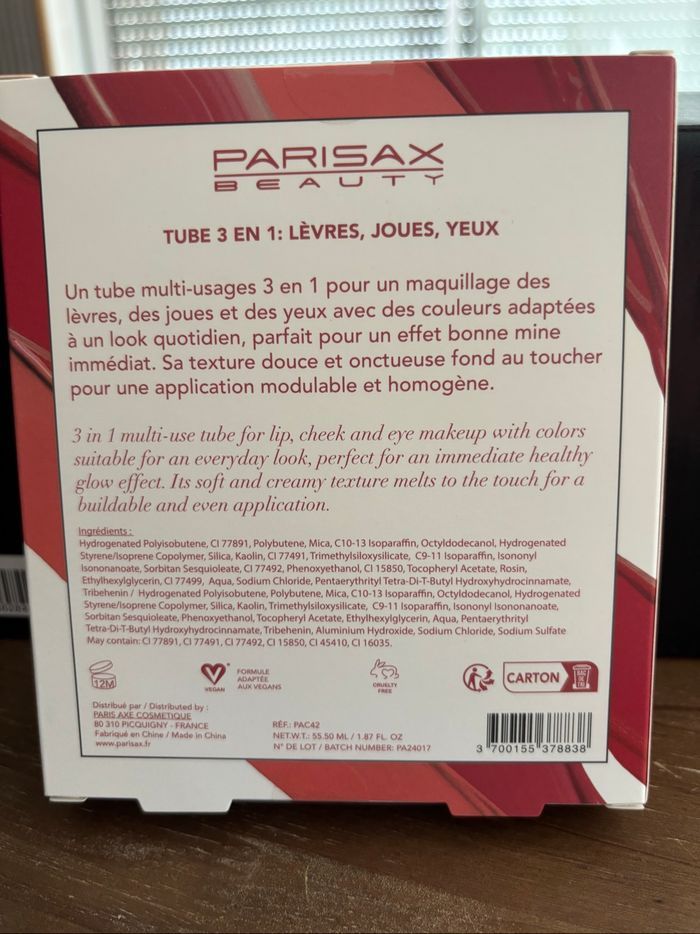 PARISAX
BEAUTY
TUBE 3 EN 1: LÈVRES, JOUES, YEUX
Un tube multi-usages 3 en 1 pour un maquillage des
lèvres, des joues et des yeux avec des couleurs adaptées
à un look quotidien, parfait pour un effet bonne mine
immédiat. Sa texture douce et onctueuse fond au toucher
pour une application modulable et homogène.
3 in 1 multi-use tube for lip, cheek and eye makeup with colors
suitable for an everyday look, perfect for an immediate healthy
glow effect. Its soft and creamy texture melts to the touch for a
buildable and even application.
Ingrédients :
Hydrogenated Polyisobutene, CI 77891, Polybutene, Mica, C10-13 Isoparaffin, Octyldodecanol, Hydrogenated
Styrene/Isoprene Copolymer, Silica, Kaolin, CI 77491, Trimethylsiloxysilicate, C9-11 Isoparaffin, Isononyl
Isononanoate, Sorbitan Sesquioleate, CI 77492, Phenoxyethanol, CI 15850, Tocopheryl Acetate, Rosin,
Ethylhexylglycerin, CI 77499, Aqua, Sodium Chloride, Pentaerythrityl Tetra-Di-T-Butyl Hydroxyhydrocinnamate,
Tribehenin / Hydrogenated Polyisobutene, Polybutene, Mica, C10-13 Isoparaffin, Octyldodecanol, Hydrogenated
Styrene/Isoprene Copolymer, Silica, Kaolin, Trimethylsiloxysilicate, C9-11 Isoparaffin, Isononyl Isononanoate,
Sorbitan Sesquioleate, Phenoxyethanol, Tocopheryl Acetate, Ethylhexylglycerin, Aqua, Pentaerythrityl
Tetra-Di-T-Butyl Hydroxyhydrocinnamate, Tribehenin, Aluminum Hydroxide, Sodium Chloride, Sodium Sulfate
May contain: CI 77891, CI 77491, CI 77492, CI 15850, CI 45410, CI 16035.
12M
VEGAN
FORMULE
ADAPTÉE
AUX VEGANS
CRUELTY
FREE
CARTON
BAC
DE
TRI
Distribué par / Distributed by :
PARIS AXE COSMETIQUE
80 310 PICQUIGNY - FRANCE
Fabriqué en Chine / Made in China
www.parisax.fr
RÉF.: PAC42
NET.WT.: 55.50 ML / 1.87 FL. OZ
N° DE LOT / BATCH NUMBER: PA24017
3 700155 378838